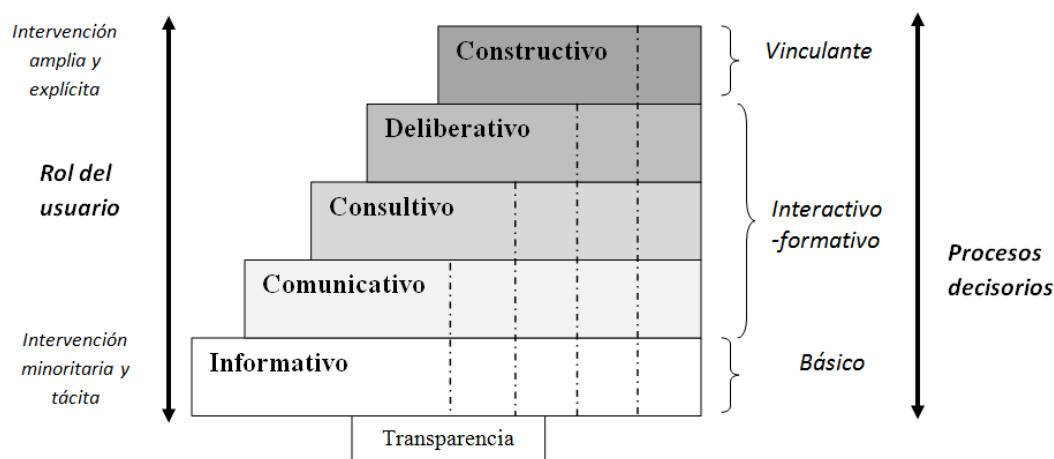 Intervención
amplia y
explícita
Constructivo
Vinculante
Deliberativo
Rol del
usuario
Consultivo
Interactivo
-formativo
Procesos
decisorios
Comunicativo
Intervención
minoritaria y
tácita
Informativo
Básico
Transparencia